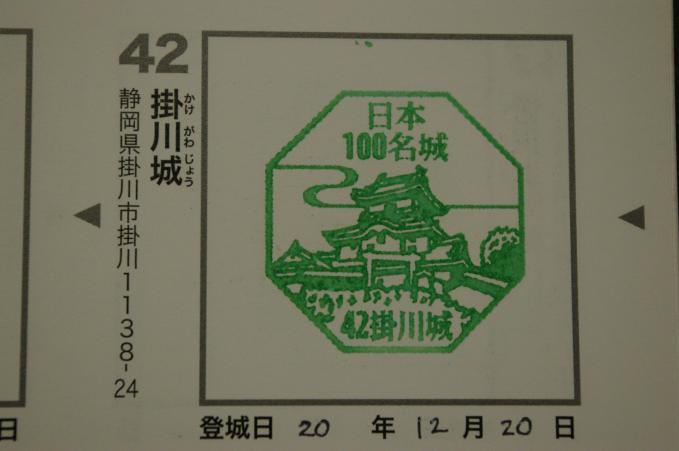 42
掛川城
かけ がわ じょう
静岡県掛川市掛川1138-24
日本
100名城
42掛川城
登城日 20 年 12 月 20 日
日